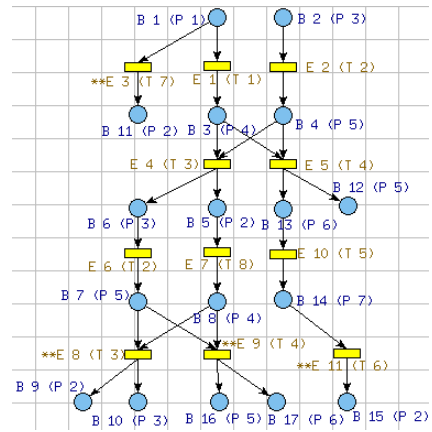 B 1 (P 1)
B 2 (P 3)
**E 3 (T 7)
E 1 (T 1)
E 2 (T 2)
B 11 (P 2)
B 3 (P 4)
B 4 (P 5)
E 4 (T 3)
E 5 (T 4)
B 12 (P 5)
B 6 (P 3)
B 5 (P 2)
B 13 (P 6)
E 6 (T 2)
E 7 (T 8)
E 10 (T 5)
B 7 (P 5)
B 8 (P 4)
B 14 (P 7)
**E 8 (T 3)
**E 9 (T 4)
**E 11 (T 6)
B 9 (P 2)
B 10 (P 3)
B 16 (P 5)
B 17 (P 6)
B 15 (P 2)